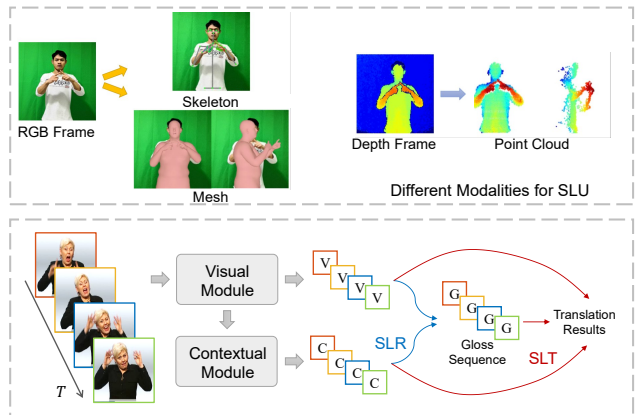 RGB Frame
Skeleton
Mesh
Depth Frame
Point Cloud
Different Modalities for SLU
T
Visual
Module
Contextual
Module
V
V
V
V
C
C
C
C
SLR
G
G
G
G
Gloss
Sequence
SLT
Translation
Results